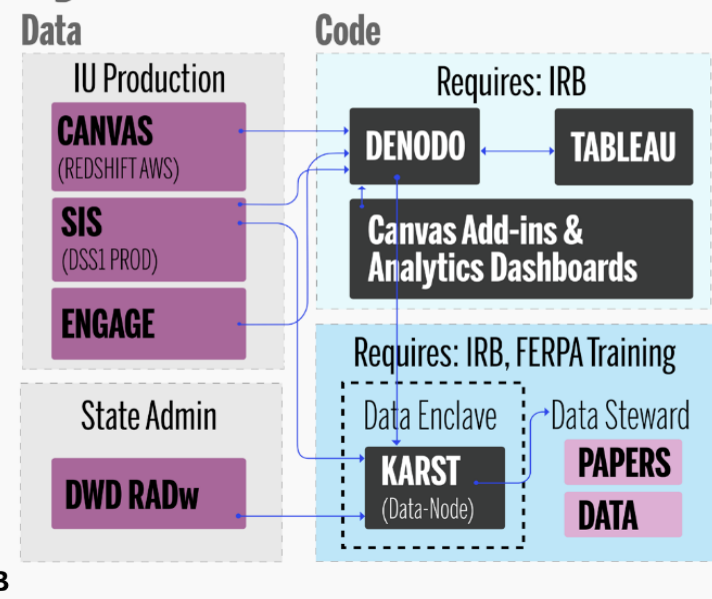 Data
IU Production
CANVAS
(REDSHIFT AWS)
SIS
(DSS1 PROD)
ENGAGE
State Admin
DWD RADw
Code
Requires: IRB
DENODO
TABLEAU
Canvas Add-ins &
Analytics Dashboards
Requires: IRB, FERPA Training
Data Enclave
KARST
(Data-Node)
Data Steward
PAPERS
DATA